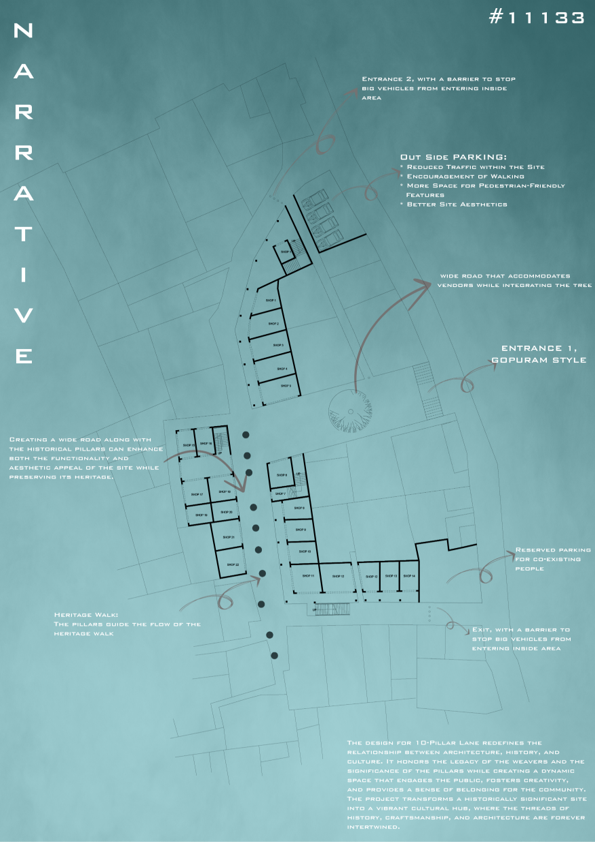 #11133
NARRATIVE
Entrance 2, with a barrier to stop
big vehicles from entering inside
area
Out Side PARKING:
* Reduced Traffic within the Site
* Encouragement of Walking
* More Space for Pedestrian-Friendly
Features
* Better Site Aesthetics
wide road that accommodates
vendors while integrating the tree
ENTRANCE 1,
GOPURAM STYLE
Creating a wide road along with
the historical pillars can enhance
both the functionality and
aesthetic appeal of the site while
preserving its heritage.
Reserved parking
for co-existing
people
Heritage Walk:
The pillars guide the flow of the
heritage walk
Exit, with a barrier to
stop big vehicles from
entering inside area
The design for 10-Pillar Lane redefines the
relationship between architecture, history, and
culture. It honors the legacy of the weavers and the
significance of the pillars while creating a dynamic
space that engages the public, fosters creativity,
and provides a sense of belonging for the community.
The project transforms a historically significant site
into a vibrant cultural hub, where the threads of
history, craftsmanship, and architecture are forever
intertwined.